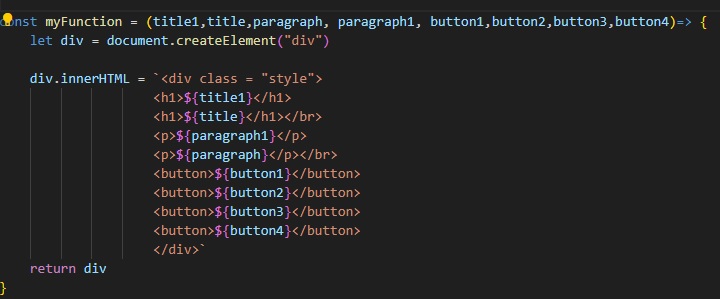 const myFunction = (title1,title,paragraph, paragraph1, button1,button2,button3,button4)=> {
let div = document.createElement("div")
div.innerHTML = `<div class = "style">
<h1>${title1}</h1>
<h1>${title}</h1></br>
<p>${paragraph1}</p>
<p>${paragraph}</p></br>
<button>${button1}</button>
<button>${button2}</button>
<button>${button3}</button>
<button>${button4}</button>
</div>`
return div
}